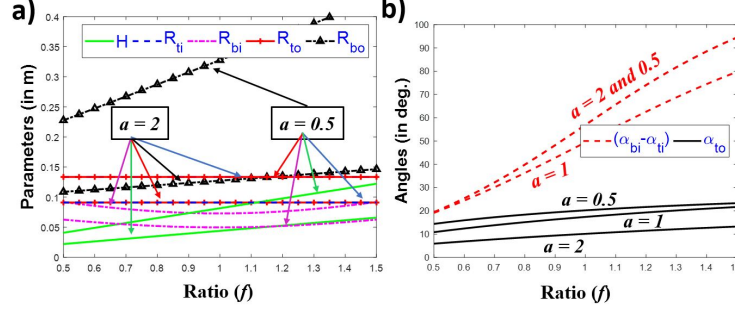 a)
0.4
0.35
0.3
0.25
0.2
0.15
0.1
0.05
0
H R_ti R_bi R_to R_bo
a = 2
a = 0.5
0.5 0.6 0.7 0.8 0.9 1 1.1 1.2 1.3 1.4 1.5
Parameters (in m)
Ratio (f)
b)
100
90
80
70
60
50
40
30
20
10
0
a = 2 and 0.5
a = 1
(α_bi-α_ti) α_to
a = 0.5
a = 1
a = 2
0.5 0.6 0.7 0.8 0.9 1 1.1 1.2 1.3 1.4 1.5
Angles (in deg.)
Ratio (f)